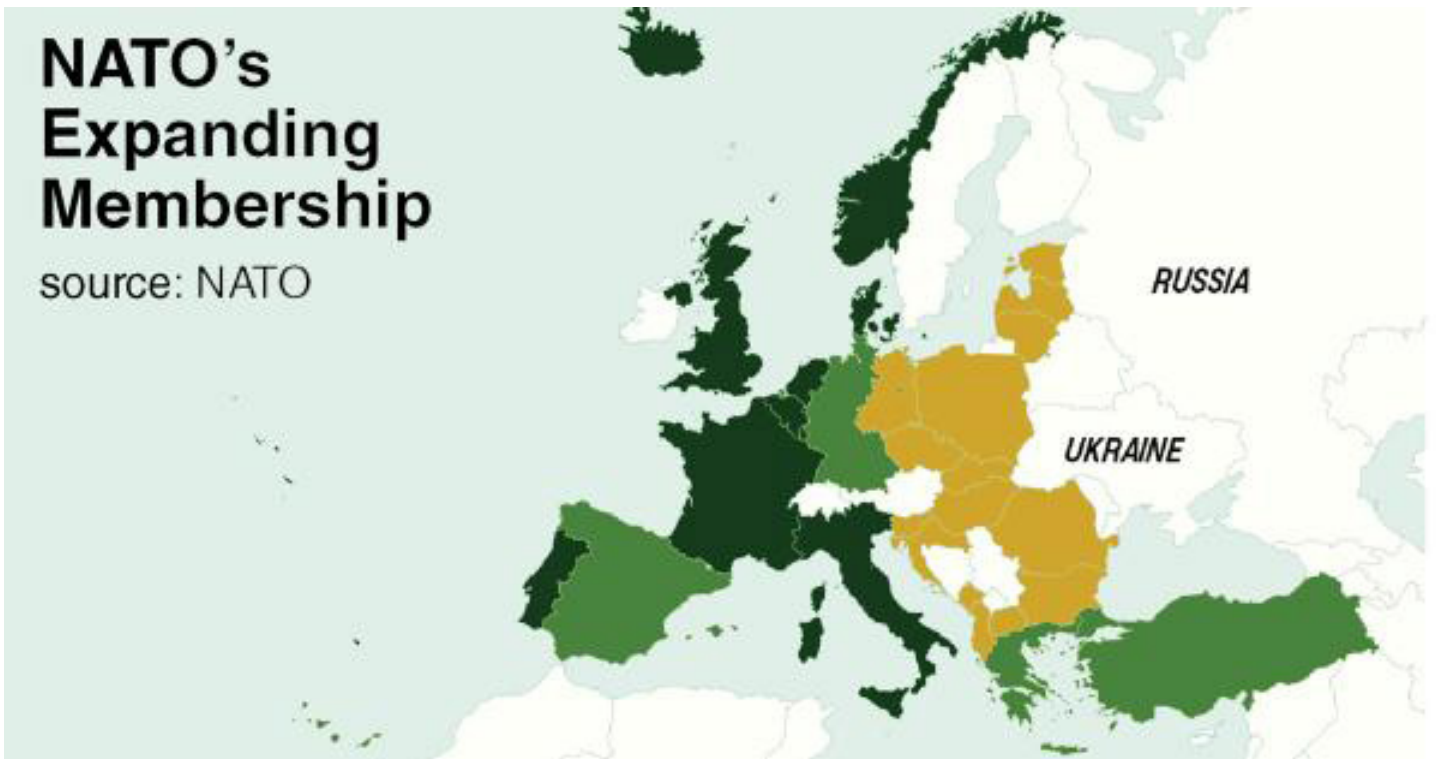 NATO's
Expanding
Membership
source: NATO
RUSSIA
UKRAINE